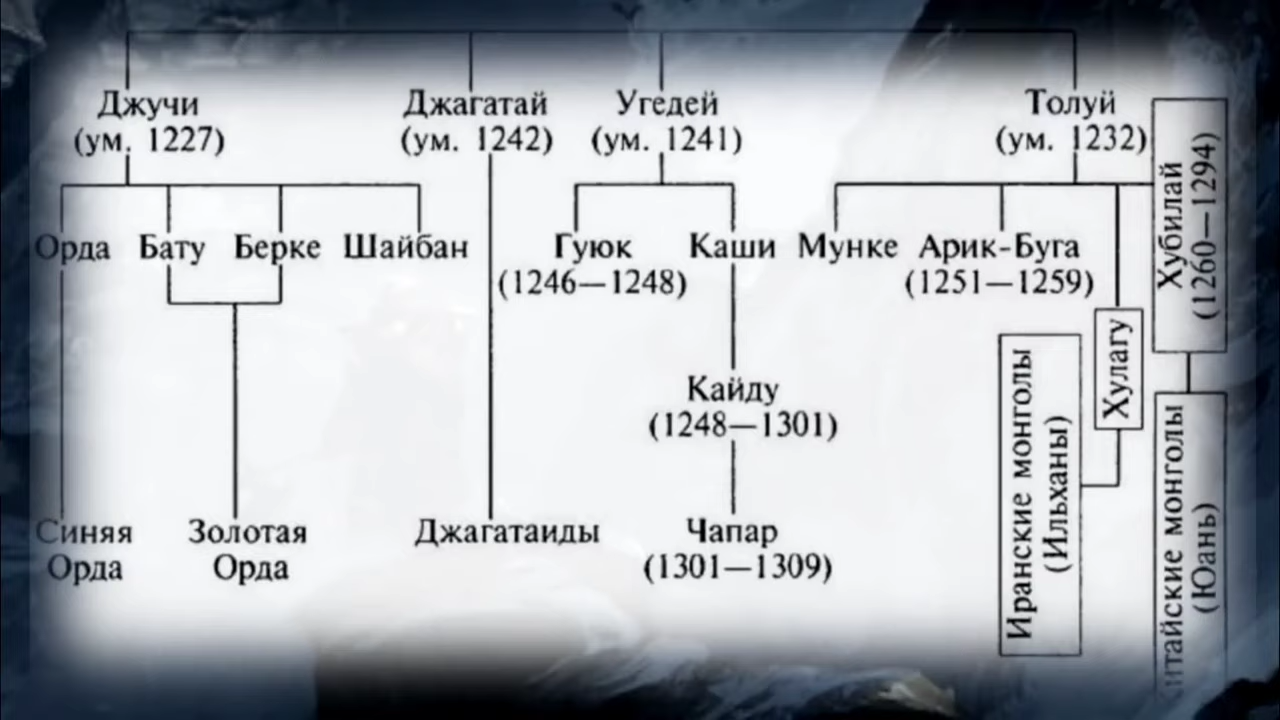 Джучи
(ум. 1227)
Джагатай
(ум. 1242)
Угедей
(ум. 1241)
Толуй
(ум. 1232)
Хубилай
(1260—1294)
Орда
Бату
Берке
Шайбан
Гуюк
(1246—1248)
Каши
Мунке
Арик-Буга
(1251—1259)
Хулагу
Кайду
(1248—1301)
Иранские монголы
(Ильханы)
монголы
(Юань)
Синяя
Орда
Золотая
Орда
Джагатаиды
Чапар
(1301—1309)